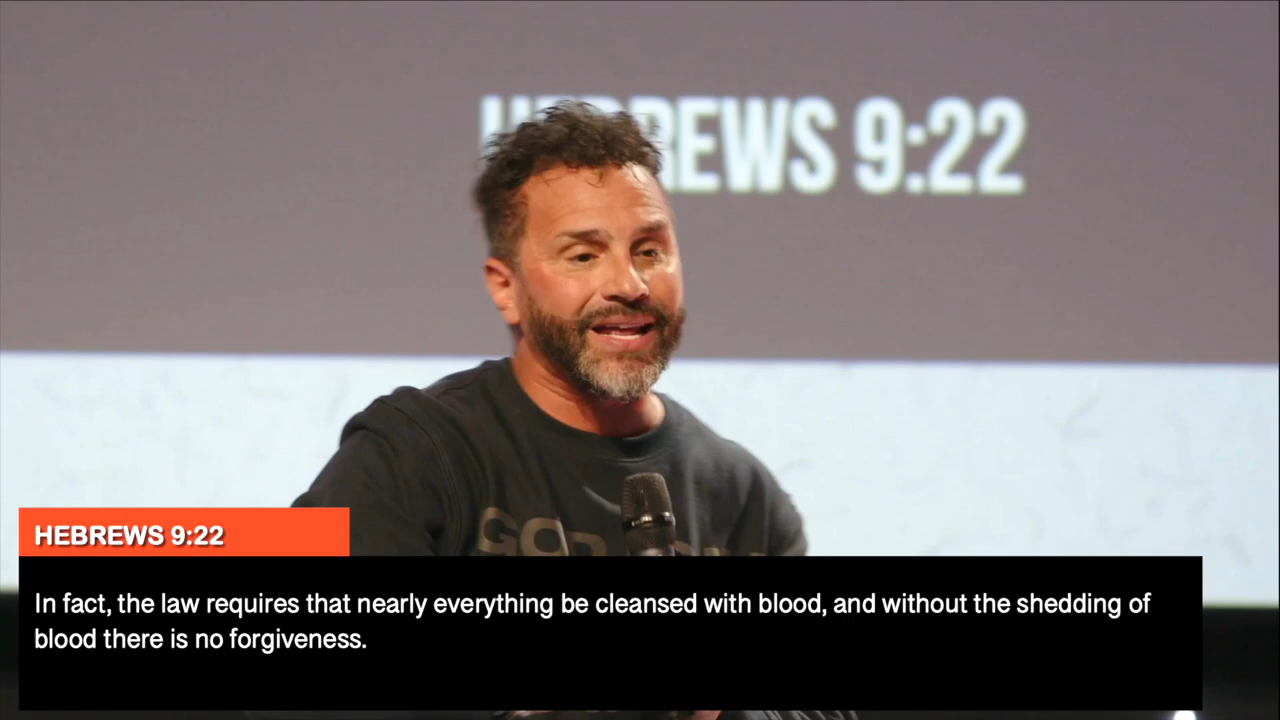 HEBREWS 9:22
HEBREWS 9:22
In fact, the law requires that nearly everything be cleansed with blood, and without the shedding of
blood there is no forgiveness.